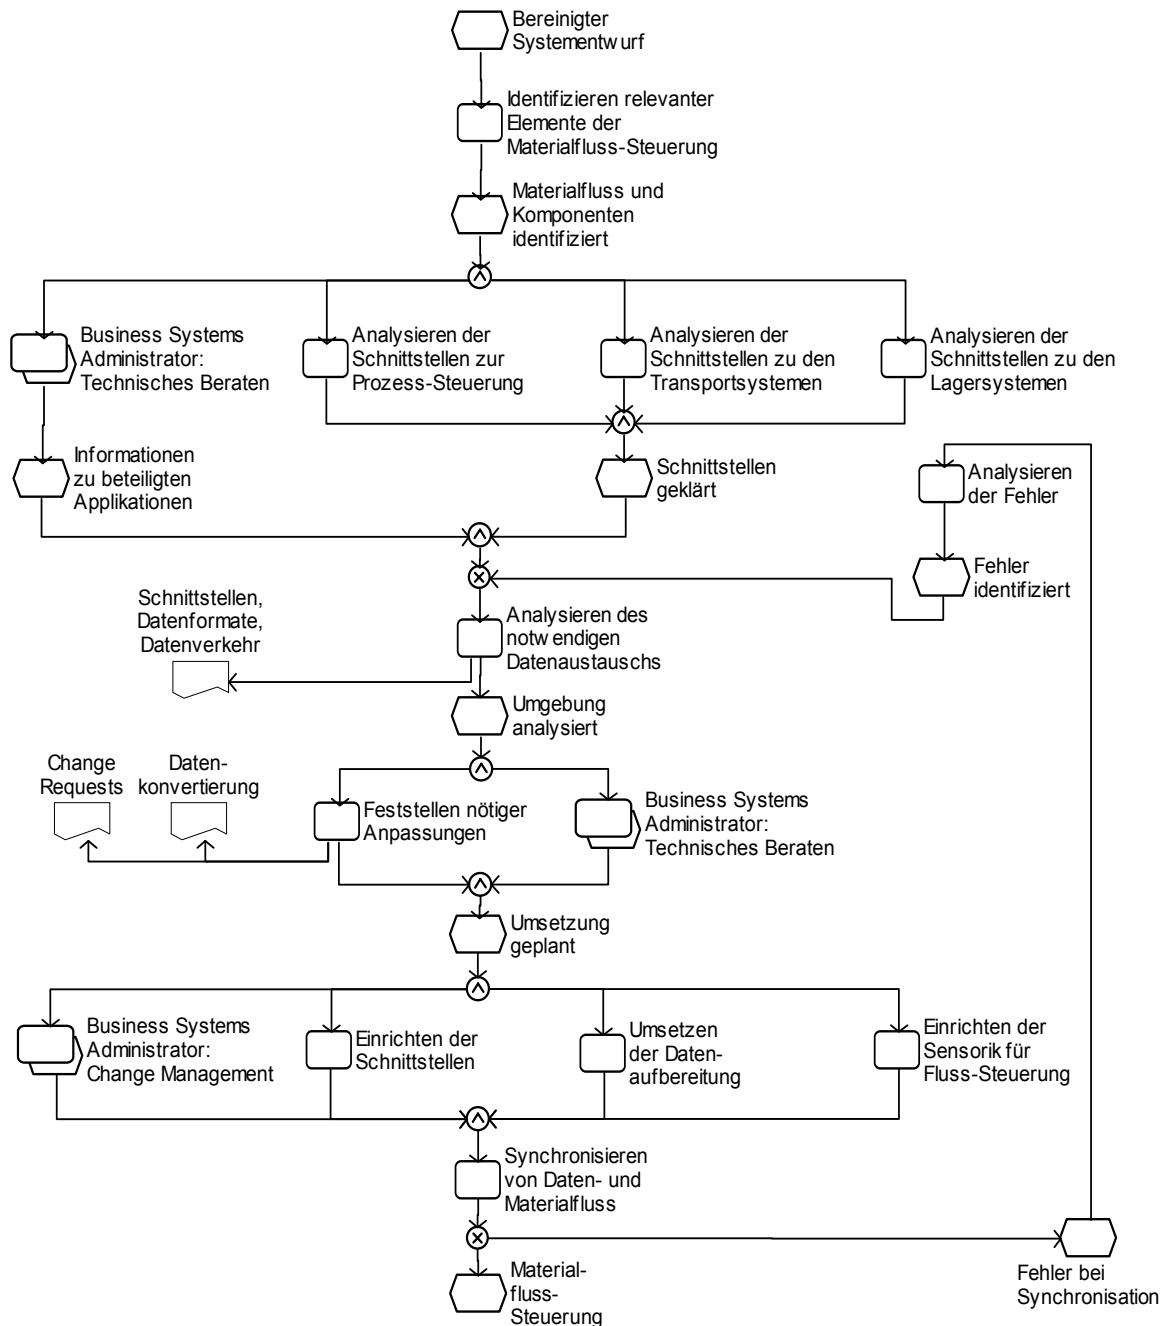 Bereinigter
Systementwurf
Identifizieren relevanter
Elemente der
Materialfluss-Steuerung
Materialfluss und
Komponenten
identifiziert
Business Systems
Administrator:
Technisches Beraten
Analysieren der
Schnittstellen zur
Prozess-Steuerung
Analysieren der
Schnittstellen zu den
Transportsystemen
Analysieren der
Schnittstellen zu den
Lagersystemen
Informationen
zu beteiligten
Applikationen
Schnittstellen
geklärt
Analysieren
der Fehler
Fehler
identifiziert
Schnittstellen,
Datenformate,
Datenverkehr
Analysieren des
notwendigen
Datenaustauschs
Umgebung
analysiert
Change
Requests
Daten-
konvertierung
Feststellen nötiger
Anpassungen
Business Systems
Administrator:
Technisches Beraten
Umsetzung
geplant
Business Systems
Administrator:
Change Management
Einrichten der
Schnittstellen
Umsetzen
der Daten-
aufbereitung
Einrichten der
Sensorik für
Fluss-Steuerung
Synchronisieren
von Daten- und
Materialfluss
Material-
fluss-
Steuerung
Fehler bei
Synchronisation